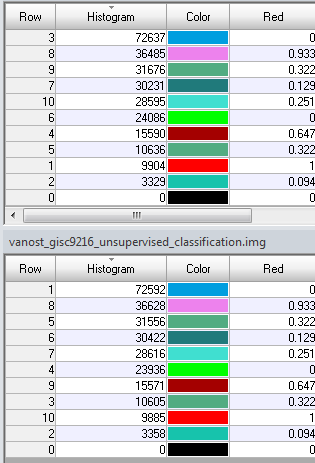 Row Histogram Color Red
3 72637 0
8 36485 0.933
9 31676 0.322
7 30231 0.129
10 28595 0.251
6 24086 0
4 15590 0.647
5 10636 0.322
1 9904 1
2 3329 0.094
0 0 0
vanost_gisc9216_unsupervised_classification.img
Row Histogram Color Red
1 72592 0
8 36628 0.933
5 31556 0.322
6 30422 0.129
7 28616 0.251
4 23936 0
9 15571 0.647
3 10605 0.322
10 9885 1
2 3358 0.094
0 0 0